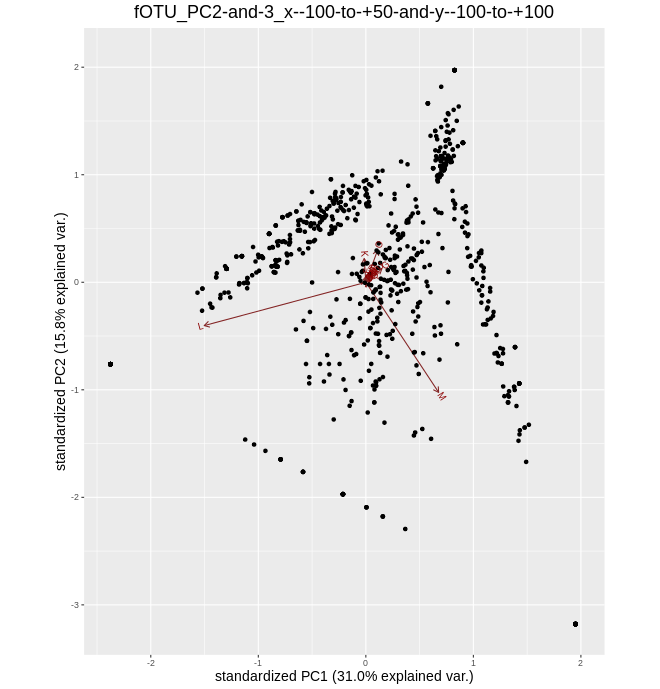 fOTU_PC2-and-3_x--100-to-+50-and-y--100-to-+100
standardized PC2 (15.8% explained var.)
2
1
0
-1
-2
-3
K
L
M
-2
-1
0
1
2
standardized PC1 (31.0% explained var.)